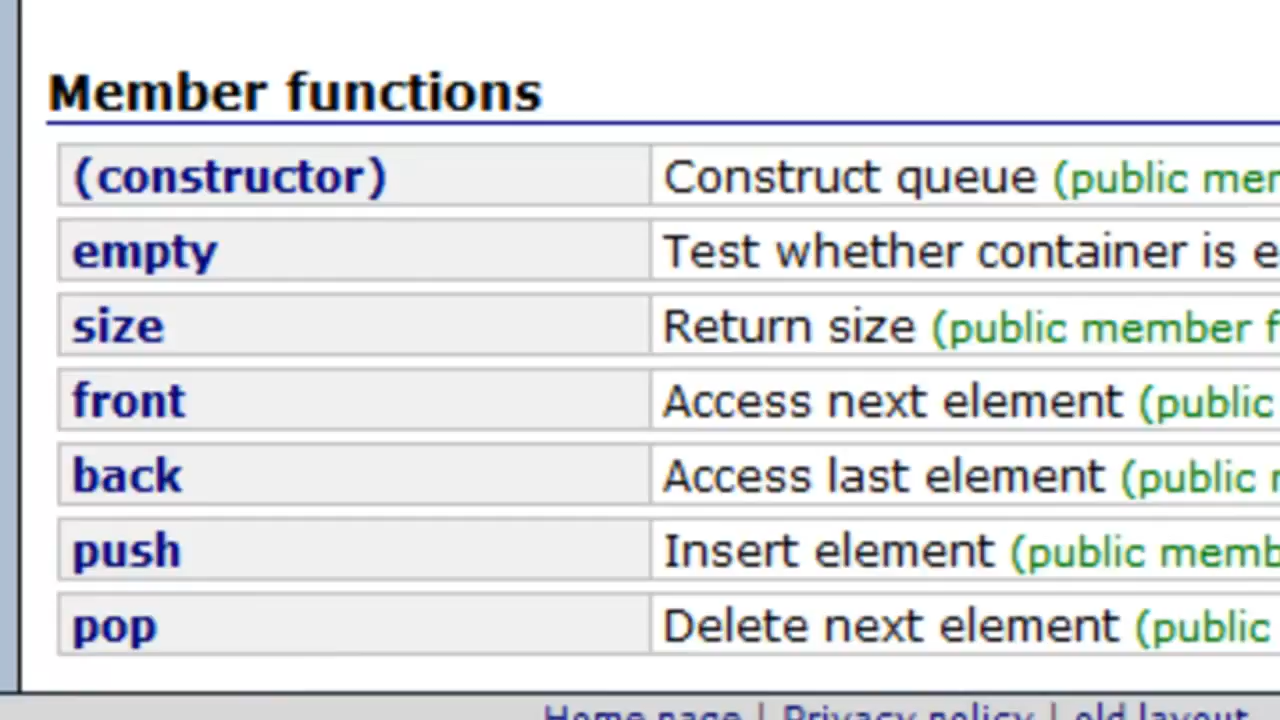 Member functions
(constructor) Construct queue (public mem
empty Test whether container is e
size Return size (public member f
front Access next element (public
back Access last element (public
push Insert element (public memb
pop Delete next element (public
Home page | Privacy policy | old layout